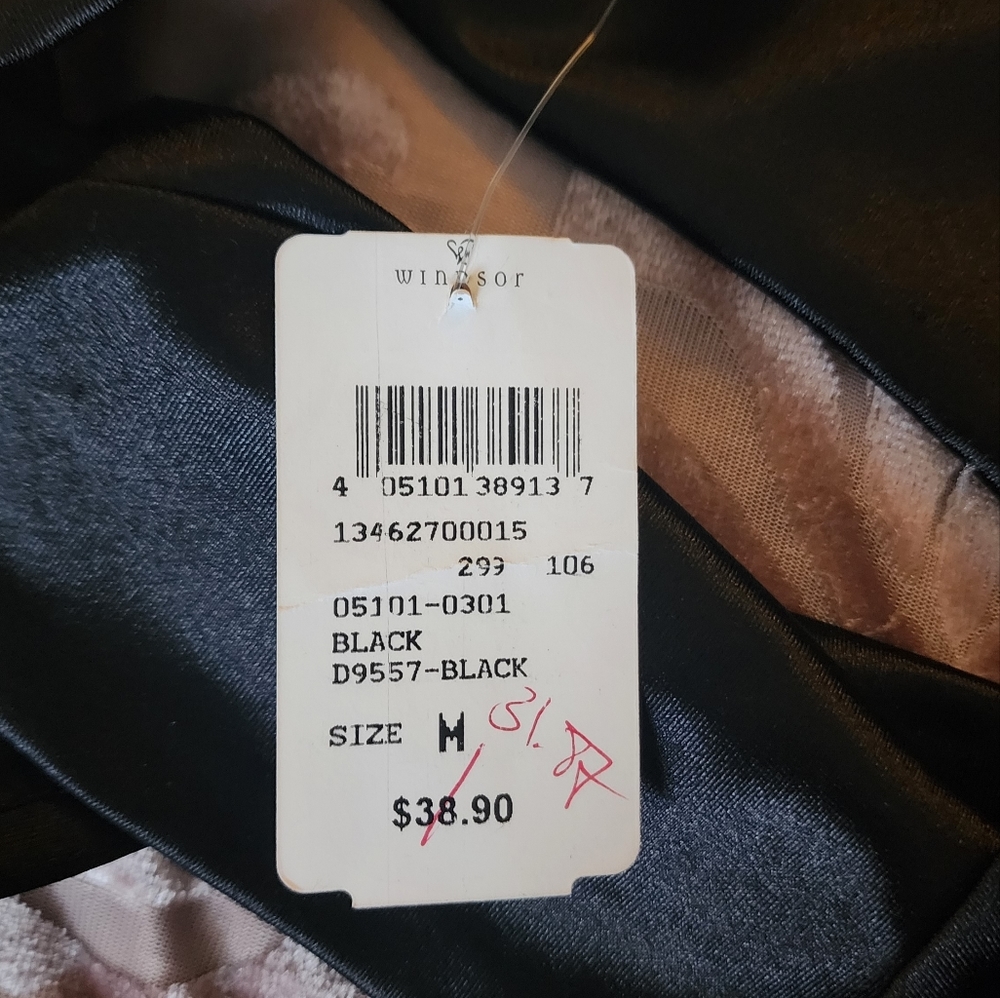 WINDSOR
4 05101 38913 7
13462700015
299 106
05101-0301
BLACK
D9557-BLACK
SIZE M
$38.90